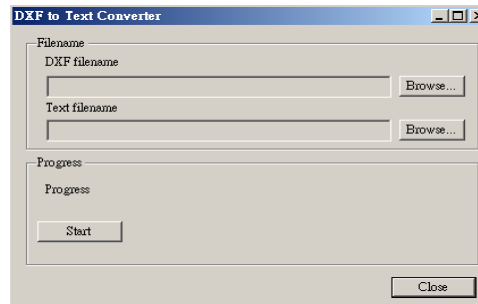 DXF to Text Converter
Filename
DXF filename
Browse...
Text filename
Browse...
Progress
Progress
Start
Close